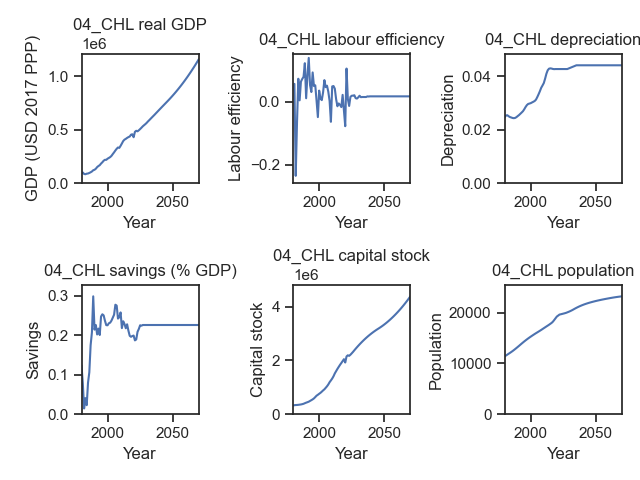 04_CHL real GDP
1e6
GDP (USD 2017 PPP)
1.0
0.5
0.0
2000
2050
Year
04_CHL labour efficiency
Labour efficiency
0.0
−0.2
2000
2050
Year
04_CHL depreciation
Depreciation
0.04
0.02
0.00
2000
2050
Year
04_CHL savings (% GDP)
Savings
0.3
0.2
0.1
0.0
2000
2050
Year
04_CHL capital stock
1e6
Capital stock
4
2
0
2000
2050
Year
04_CHL population
Population
20000
10000
0
2000
2050
Year